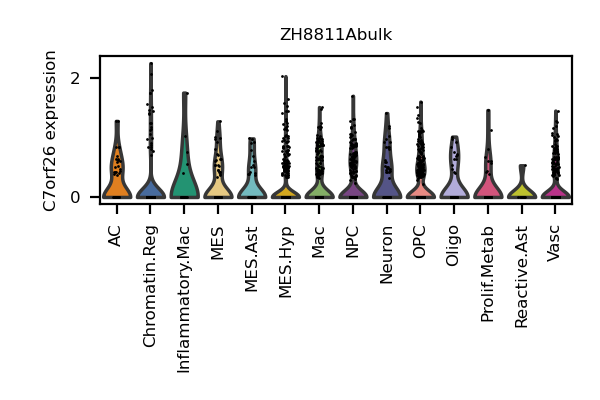 ZH8811Abulk
C7orf26 expression
2
0
AC
Chromatin.Reg
Inflammatory.Mac
MES
MES.Ast
MES.Hyp
Mac
NPC
Neuron
OPC
Oligo
Prolif.Metab
Reactive.Ast
Vasc